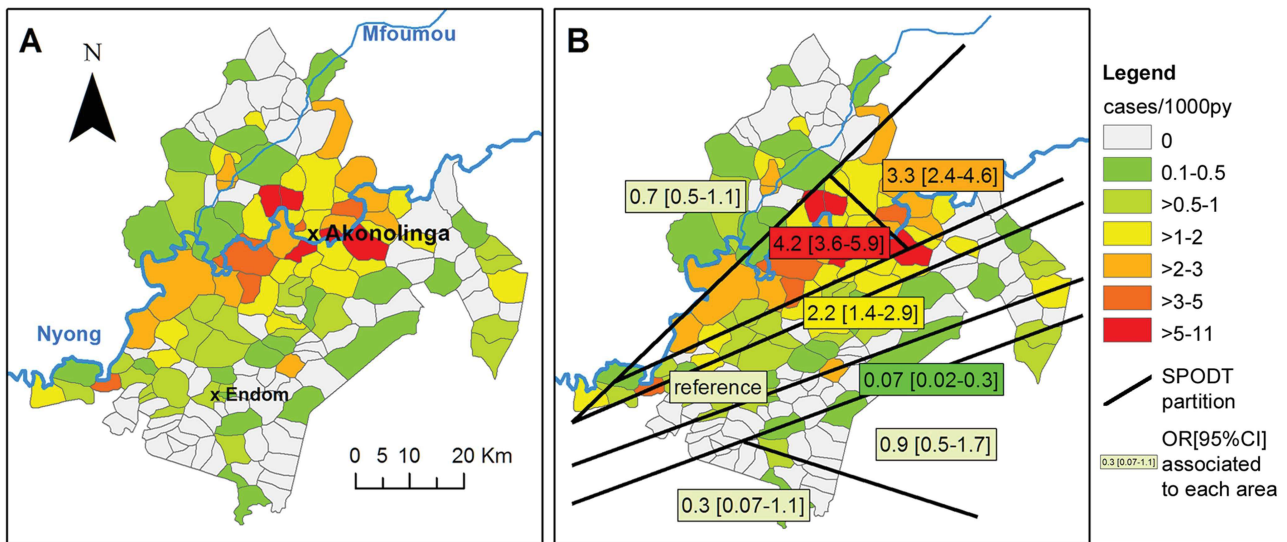 A
N
Mfoumou
x Akonolinga
Nyong
x Endom
0 5 10 20 Km
B
0.7 [0.5-1.1]
3.3 [2.4-4.6]
4.2 [3.6-5.9]
2.2 [1.4-2.9]
reference
0.07 [0.02-0.3]
0.9 [0.5-1.7]
0.3 [0.07-1.1]
Legend
cases/1000py
0
0.1-0.5
>0.5-1
>1-2
>2-3
>3-5
>5-11
SPODT
partition
OR[95%CI]
0.3 [0.07-1.1] associated
to each area